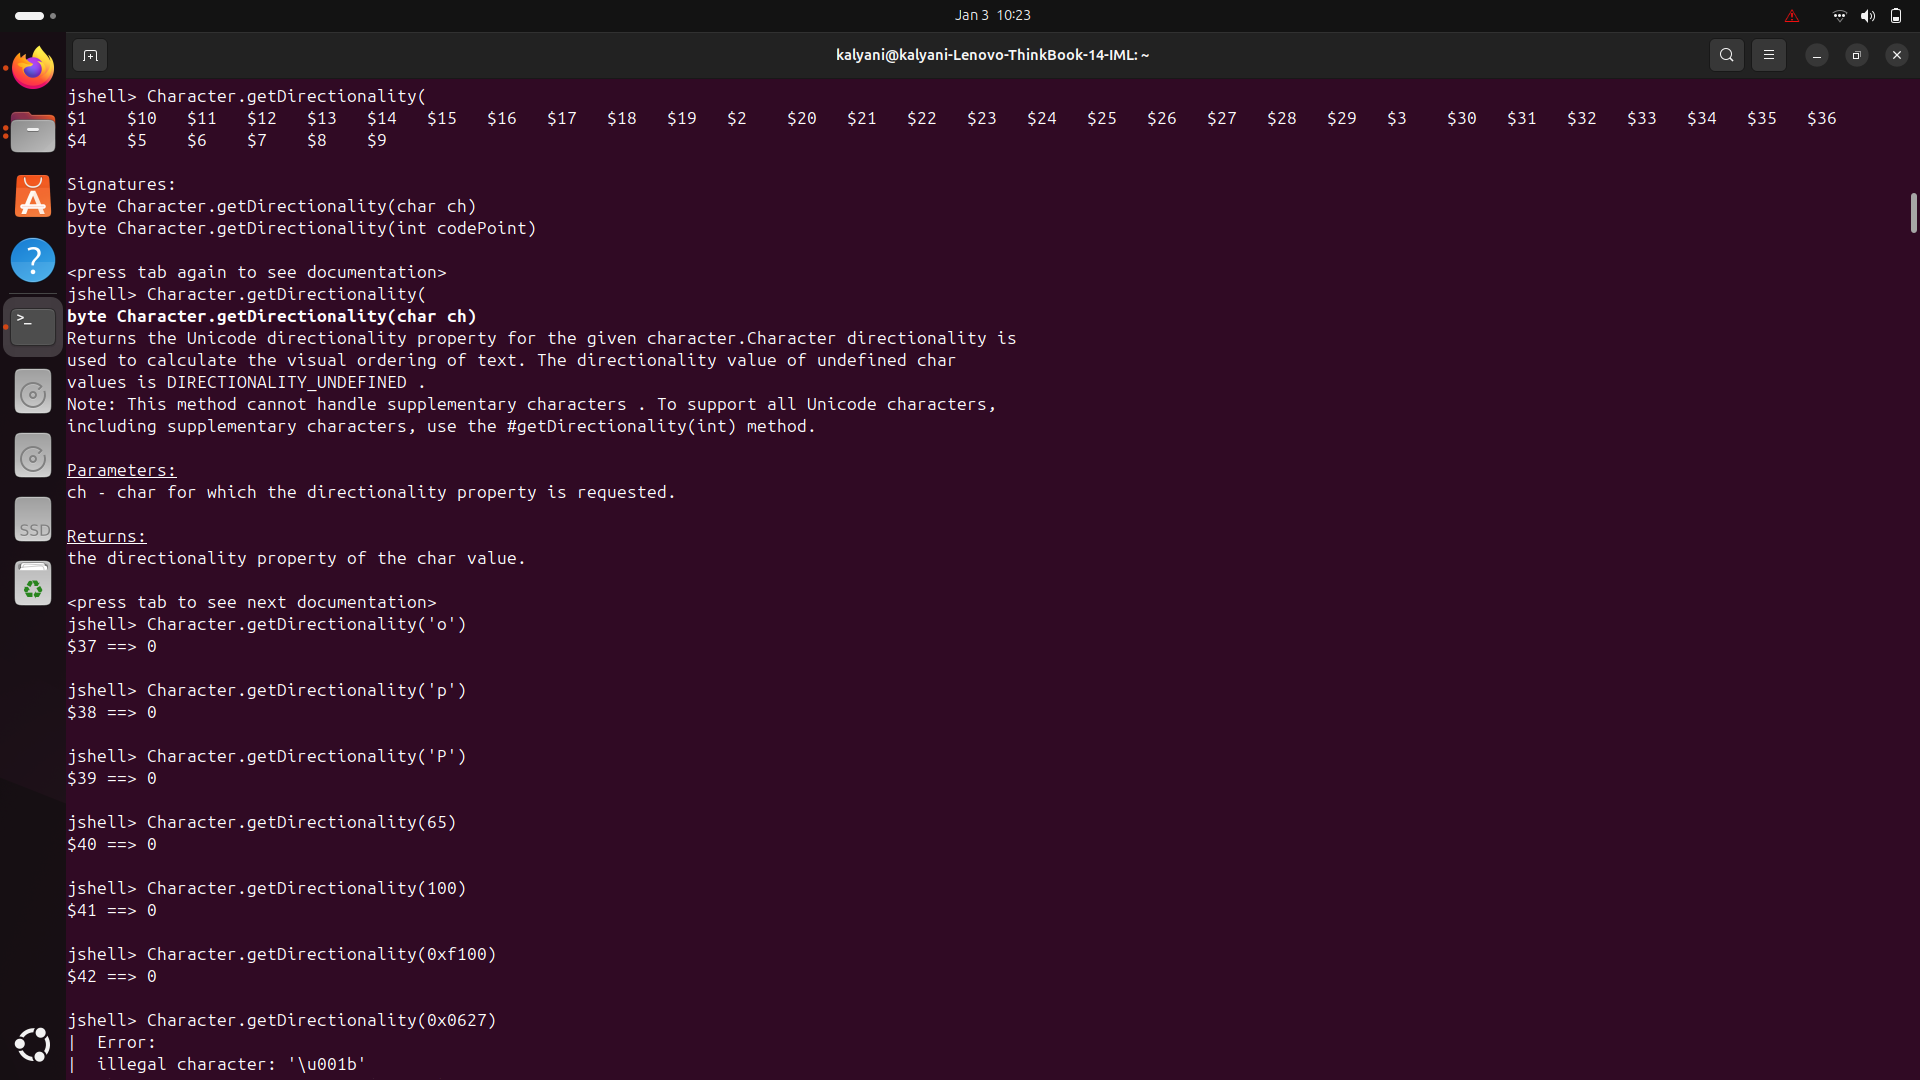 Jan 3 10:23
kalyani@kalyani-Lenovo-ThinkBook-14-IML: ~
jshell> Character.getDirectionality(
$1 $10 $11 $12 $13 $14 $15 $16 $17 $18 $19 $2 $20 $21 $22 $23 $24 $25 $26 $27 $28 $29 $3 $30 $31 $32 $33 $34 $35 $36
$4 $5 $6 $7 $8 $9
Signatures:
byte Character.getDirectionality(char ch)
byte Character.getDirectionality(int codePoint)
<press tab again to see documentation>
jshell> Character.getDirectionality(
byte Character.getDirectionality(char ch)
Returns the Unicode directionality property for the given character.Character directionality is
used to calculate the visual ordering of text. The directionality value of undefined char
values is DIRECTIONALITY_UNDEFINED .
Note: This method cannot handle supplementary characters . To support all Unicode characters,
including supplementary characters, use the #getDirectionality(int) method.
Parameters:
ch - char for which the directionality property is requested.
Returns:
the directionality property of the char value.
<press tab to see next documentation>
jshell> Character.getDirectionality('o')
$37 ==> 0
jshell> Character.getDirectionality('p')
$38 ==> 0
jshell> Character.getDirectionality('P')
$39 ==> 0
jshell> Character.getDirectionality(65)
$40 ==> 0
jshell> Character.getDirectionality(100)
$41 ==> 0
jshell> Character.getDirectionality(0xf100)
$42 ==> 0
jshell> Character.getDirectionality(0x0627)
| Error:
| illegal character: '\u001b'
SSD